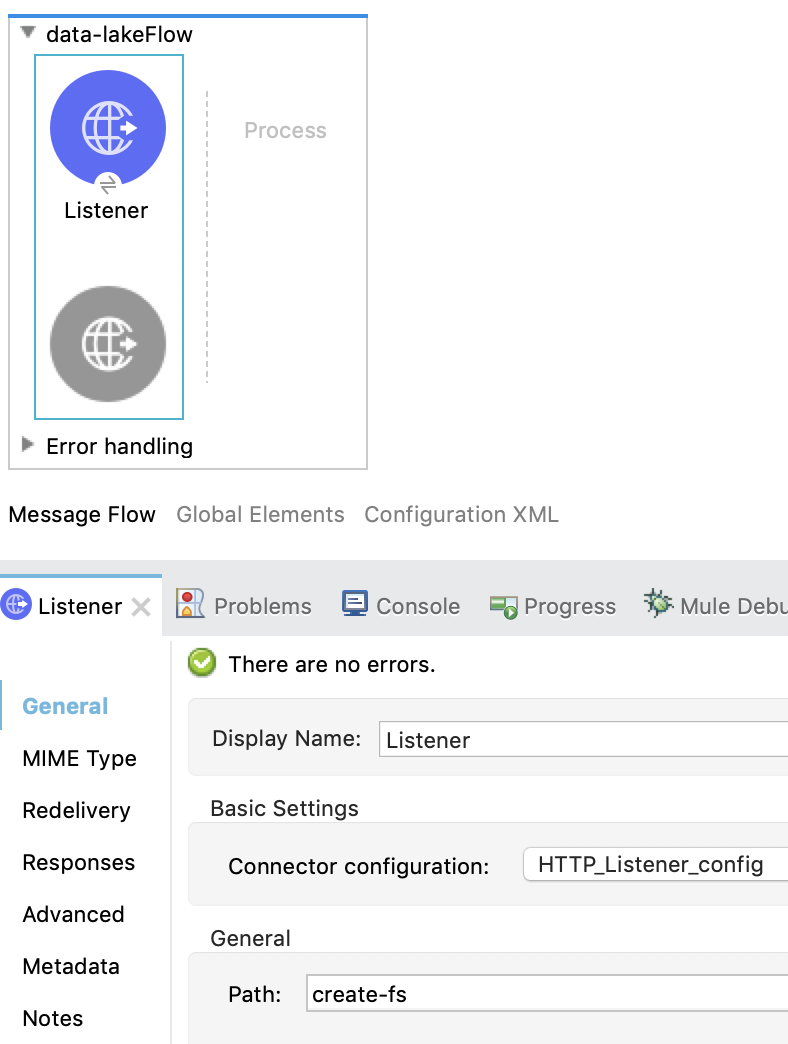 data-lakeFlow
Process
Listener
Error handling
Message Flow Global Elements Configuration XML
Listener Problems Console Progress Mule Debu
There are no errors.
General
Display Name: Listener
MIME Type
Basic Settings
Redelivery
Connector configuration: HTTP_Listener_config
Responses
Advanced
General
Metadata
Path: create-fs
Notes